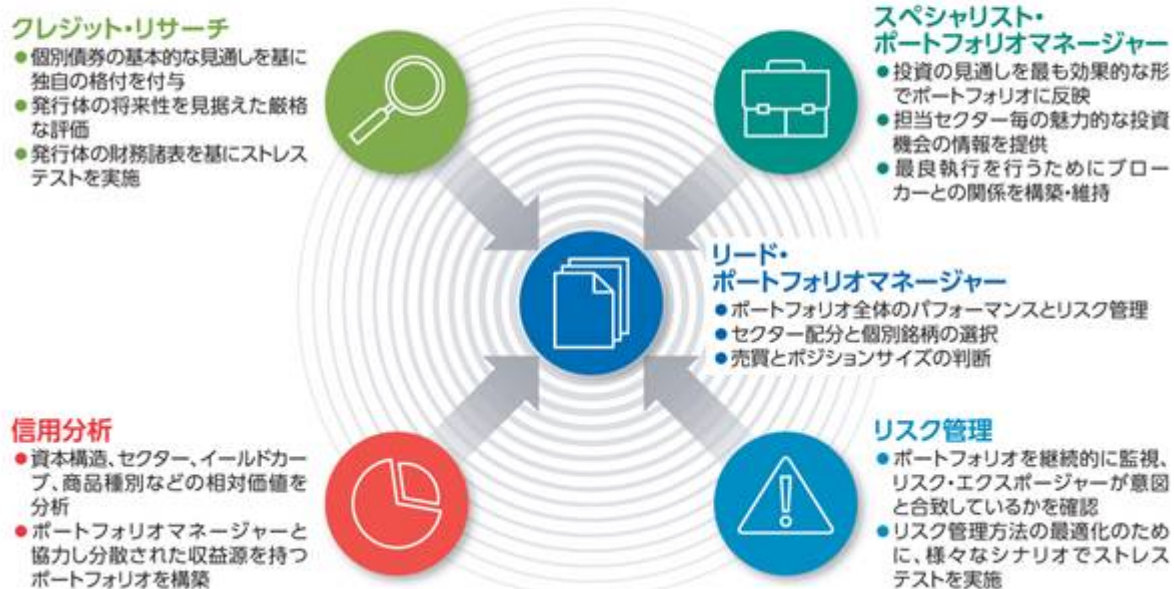 クレジット・リサーチ
●個別債券の基本的な見通しを基に
独自の格付を付与
●発行体の将来性を見据えた厳格
な評価
●発行体の財務諸表を基にストレス
テストを実施
スペシャリスト・
ポートフォリオマネージャー
●投資の見通しを最も効果的な形
でポートフォリオに反映
●担当セクター毎の魅力的な投資
機会の情報を提供
●最良執行を行うためにブロー
カーとの関係を構築・維持
リード・
ポートフォリオマネージャー
●ポートフォリオ全体のパフォーマンスとリスク管理
●セクター配分と個別銘柄の選択
●売買とポジションサイズの判断
信用分析
●資本構造、セクター、イールドカー
ブ、商品種別などの相対価値を
分析
●ポートフォリオマネージャーと
協力し分散された収益源を持つ
ポートフォリオを構築
リスク管理
●ポートフォリオを継続的に監視、
リスク・エクスポージャーが意図
と合致しているかを確認
●リスク管理方法の最適化のため
に、様々なシナリオでストレス
テストを実施